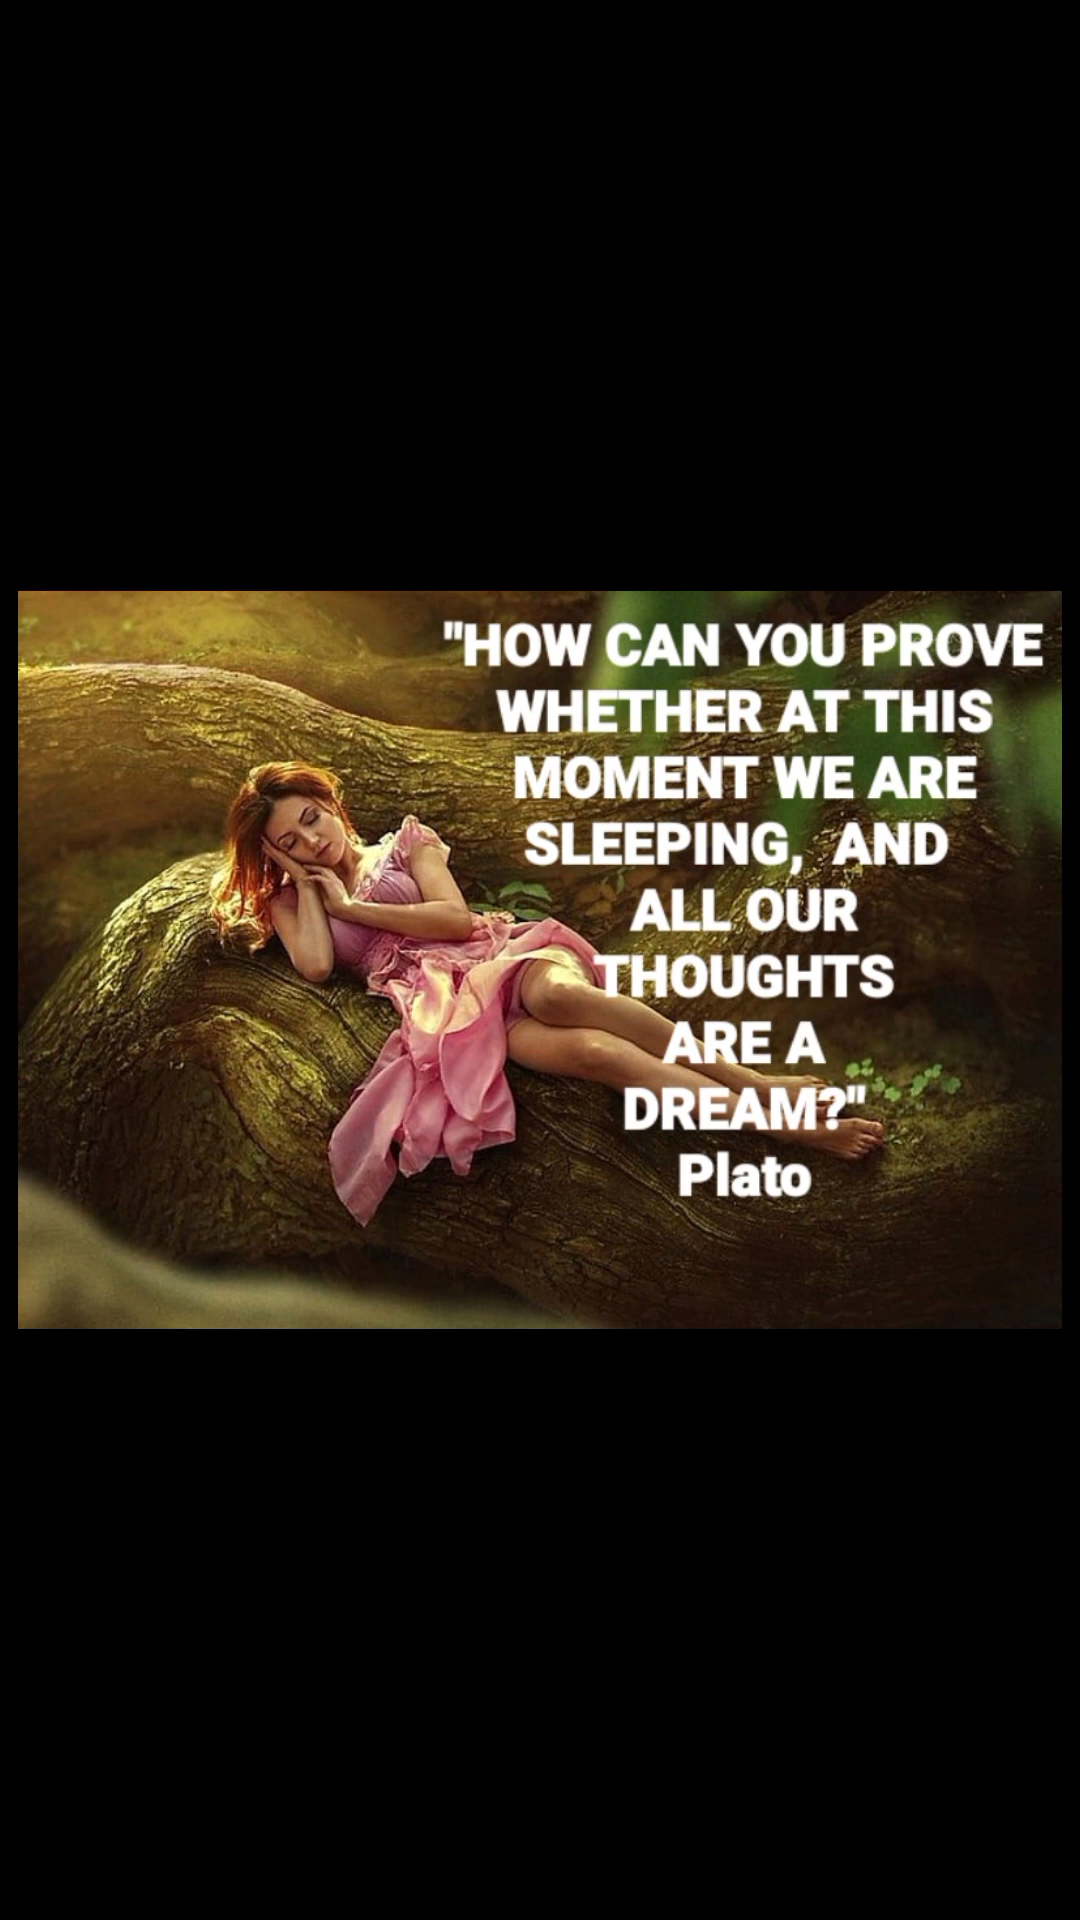 "HOW CAN YOU PROVE
WHETHER AT THIS
MOMENT WE ARE
SLEEPING,  AND
ALL OUR
THOUGHTS
ARE A
DREAM?"
Plato